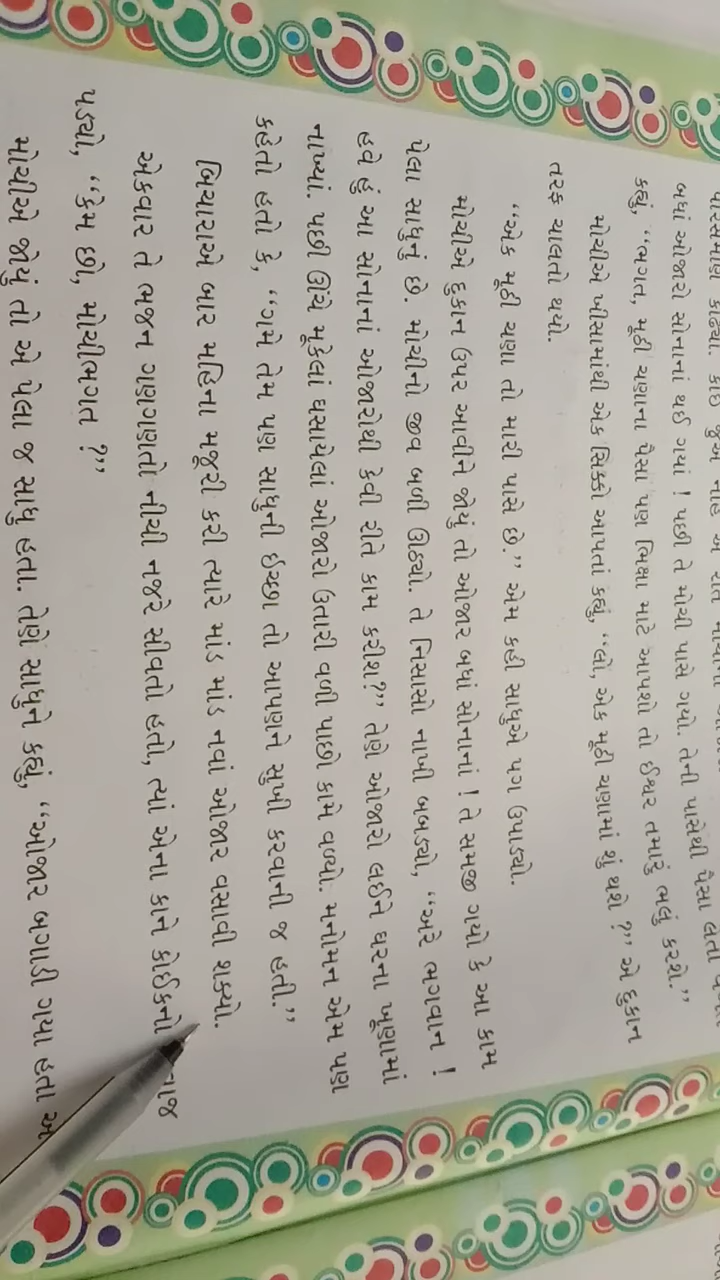 બધાં ઓજારો સોનાનાં થઈ ગયાં ! પછી તે મોચી પાસે ગયો. તેની પાસેથી પૈસા લેતાં
કહ્યું, “ભગત, મૂઠી ચણાના પૈસા પણ ભિક્ષા માટે આપશો તો ઈશ્વર તમારું ભલું કરશે.”
મોચીએ ખીસામાંથી એક સિક્કો આપતાં કહ્યું, “લો, એક મૂઠી ચણામાં શું થશે ?” એ દુકાન
તરફ ચાલતો થયો.
“એક મૂઠી ચણા તો મારી પાસે છે.” એમ કહી સાધુએ પગ ઉપાડ્યો.
મોચીએ દુકાન ઉપર આવીને જોયું તો ઓજાર બધાં સોનાનાં ! તે સમજી ગયો કે આ કામ
પેલા સાધુનું છે. મોચીનો જીવ બળી ઊઠ્યો. તે નિસાસો નાખી બબડ્યો, “અરે ભગવાન !
હવે હું આ સોનાનાં ઓજારોથી કેવી રીતે કામ કરીશ?” તેણે ઓજારો લઈને ઘરના ખૂણામાં
નાખ્યાં. પછી ઊંચે મૂકેલાં ઘસાયેલાં ઓજારો ઉતારી વળી પાછો કામે વળ્યો. મનોમન એમ પણ
કહેતો હતો કે, “ગમે તેમ પણ સાધુની ઈચ્છા તો આપણને સુખી કરવાની જ હતી.”
બિચારાએ બાર મહિના મજૂરી કરી ત્યારે માંડ માંડ નવાં ઓજાર વસાવી શક્યો.
એકવાર તે ભજન ગણગણતો નીચી નજરે સીવતો હતો, ત્યાં એના કાને કોઈકનો
પડ્યો, “કેમ છો, મોચીભગત ?”
મોચીએ જોયું તો એ પેલા જ સાધુ હતા. તેણે સાધુને કહ્યું, “ઓજાર બગાડી ગયા હતા એ